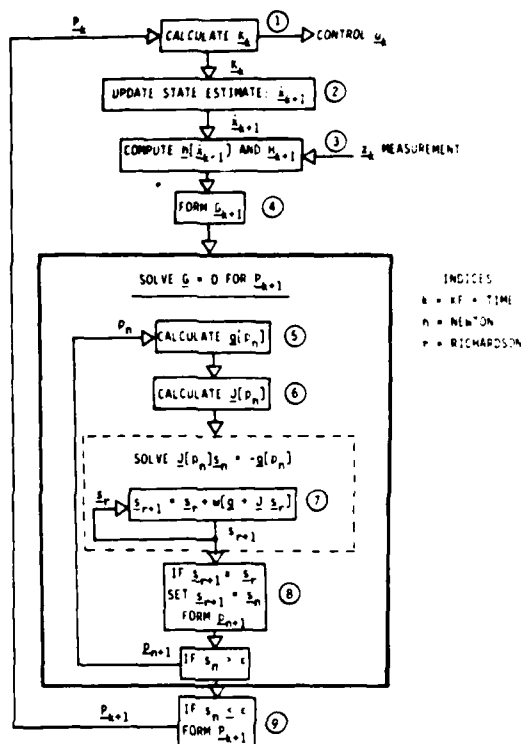 P_k
CALCULATE K_k
①
CONTROL u_k
K_k
UPDATE STATE ESTIMATE: x̂_k+1
②
x̂_k+1
③
COMPUTE h[x̂_k+1] AND H_k+1
z_k MEASUREMENT
FORM G_k+1
④
SOLVE G = 0 FOR P_k+1
INDICES
k = KF - TIME
n = NEWTON
r = RICHARDSON
p_n
CALCULATE g[p_n]
⑤
CALCULATE J[p_n]
⑥
SOLVE J[p_n]s_n = -g[p_n]
s_r
s_r+1 = s_r + w[g + J s_r]
⑦
s_r+1
IF s_r+1 = s_r
SET s_r+1 = s_n
FORM p_n+1
⑧
p_n+1
IF s_n > ε
P_k+1
IF s_n ≤ ε
FORM P_k+1
⑨